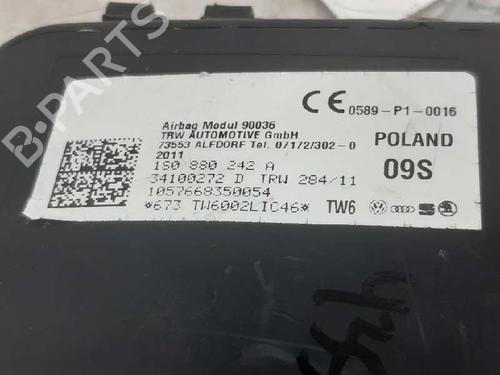 B-PARTS
Airbag Modul 90036
TRW AUTOMOTIVE GmbH
73553 ALFDORF Tel. 07172/302-0
2011
1S0 880 242 A
34100272 D TRW 284/11
1057668350054
*673 TW6002LIC46*
CE 0589-P1-0016
POLAND
09S
TW6